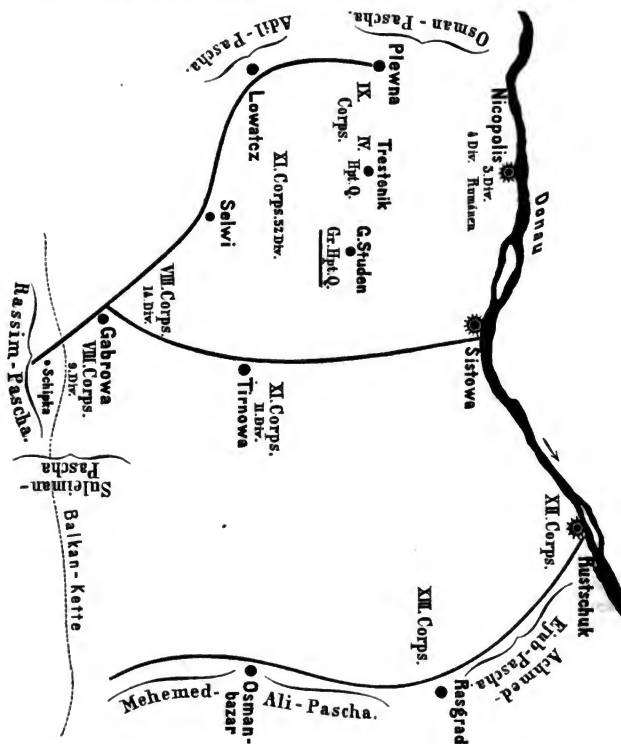 Osman-Pascha.
Adil-Pascha.
Plewna
IX.
Corps.
Lowatcz
Trestenik
IV. Hpt.Q.
Nicopolis
3. Div.
4 Div. Rumänen
Donau
G.Studen
Gr.Hpt.Q.
XI.Corps.32Div.
Selwi
Sistowa
VIII.Corps.
14.Div.
Gabrowa
VIII.Corps.
9.Div.
Schipka
Rassim-Pascha.
Tirnowa
XI.Corps.
11.Div.
Suleiman-
Pascha
Balkan-Kette
XII.Corps.
Rustschuk
XIII.Corps.
Achmed-
Ejub-Pascha.
Rasgrad
Osman-
bazar
Mehemed-
Ali-Pascha.